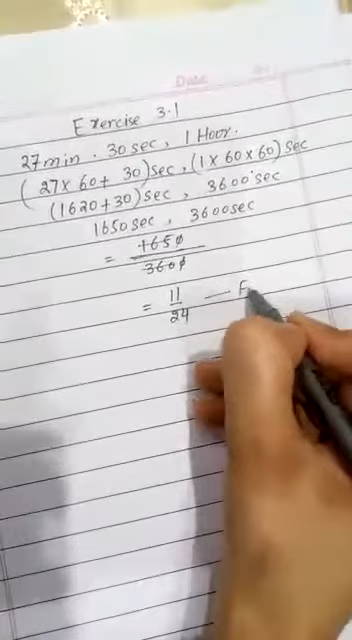 Date
Exercise 3.1
27 min . 30 sec , 1 Hour.
(27 x 60 + 30) sec , (1 x 60 x 60) sec
(1620 + 30) sec , 3600 sec
1650 sec , 3600 sec
= 1650
3600
= 11 — F
24